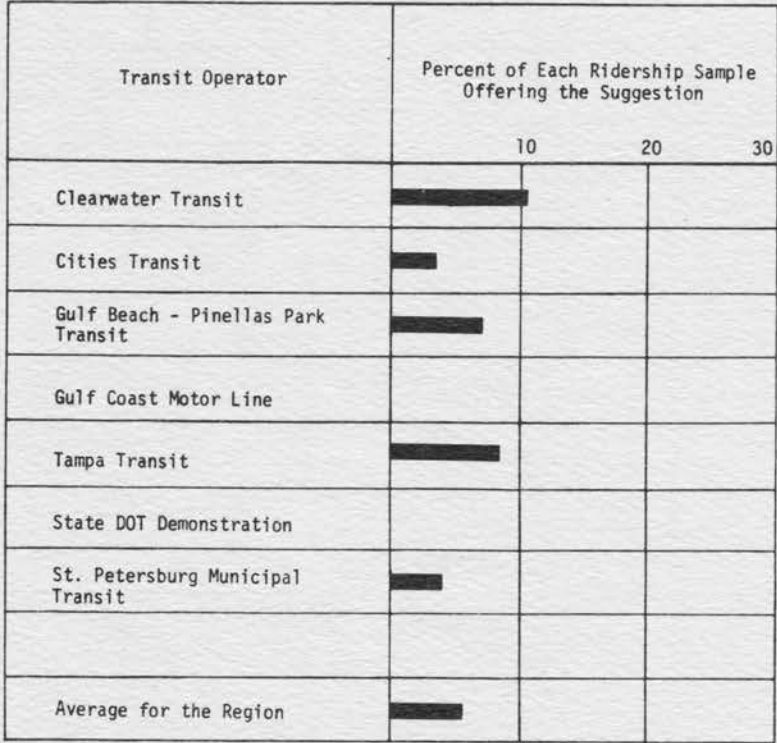 Transit Operator
Percent of Each Ridership Sample
Offering the Suggestion
10 20 30
Clearwater Transit
Cities Transit
Gulf Beach - Pinellas Park
Transit
Gulf Coast Motor Line
Tampa Transit
State DOT Demonstration
St. Petersburg Municipal
Transit
Average for the Region